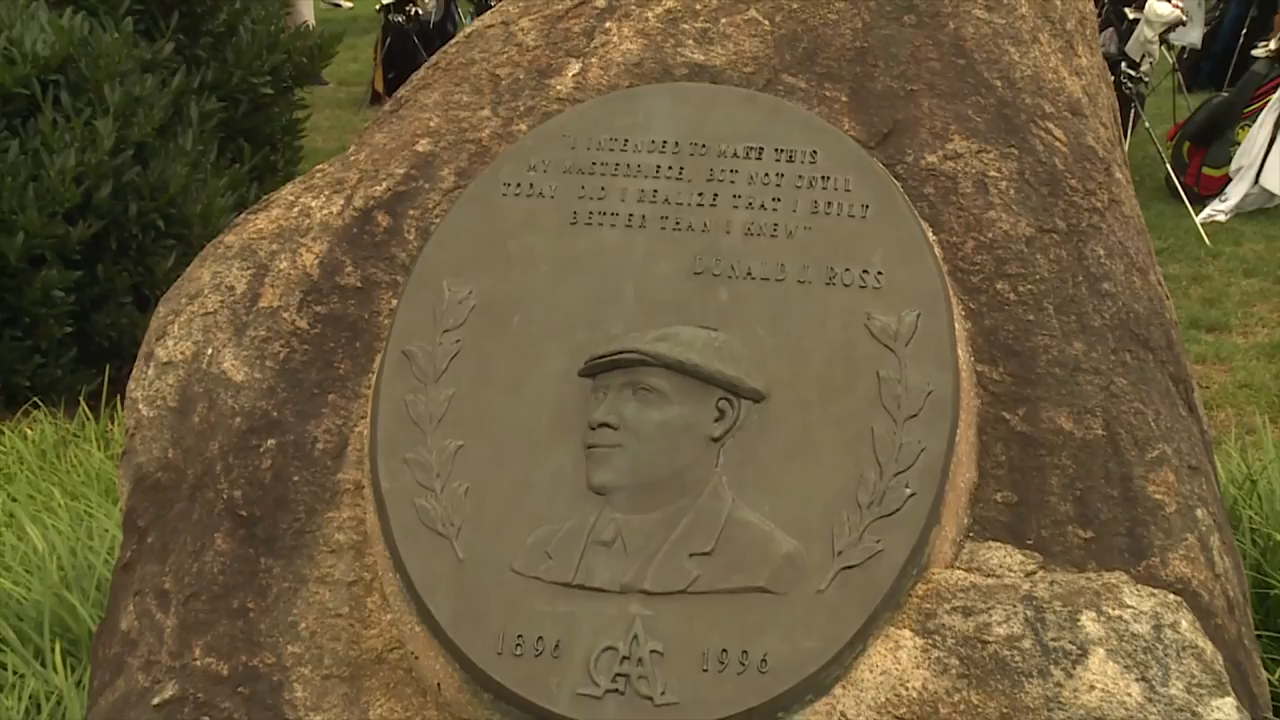 "I INTENDED TO MAKE THIS
MY MASTERPIECE, BUT NOT UNTIL
TODAY DID I REALIZE THAT I BUILT
BETTER THAN I KNEW"
DONALD J. ROSS
1896 1996